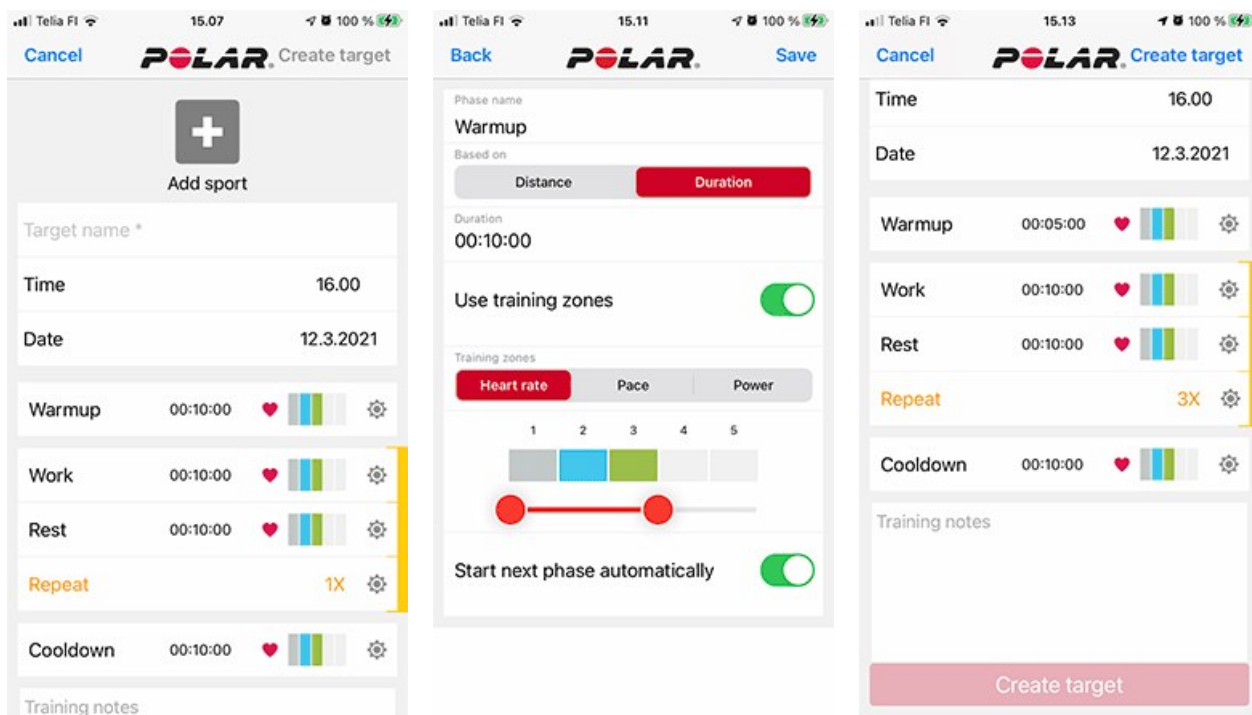 Telia FI 15.07 100 %
Cancel POLAR. Create target
Add sport
Target name *
Time 16.00
Date 12.3.2021
Warmup 00:10:00
Work 00:10:00
Rest 00:10:00
Repeat 1X
Cooldown 00:10:00
Training notes
Telia FI 15.11 100 %
Back POLAR. Save
Phase name
Warmup
Based on
Distance Duration
Duration
00:10:00
Use training zones
Training zones
Heart rate Pace Power
1 2 3 4 5
Start next phase automatically
Telia FI 15.13 100 %
Cancel POLAR. Create target
Time 16.00
Date 12.3.2021
Warmup 00:05:00
Work 00:10:00
Rest 00:10:00
Repeat 3X
Cooldown 00:10:00
Training notes
Create target